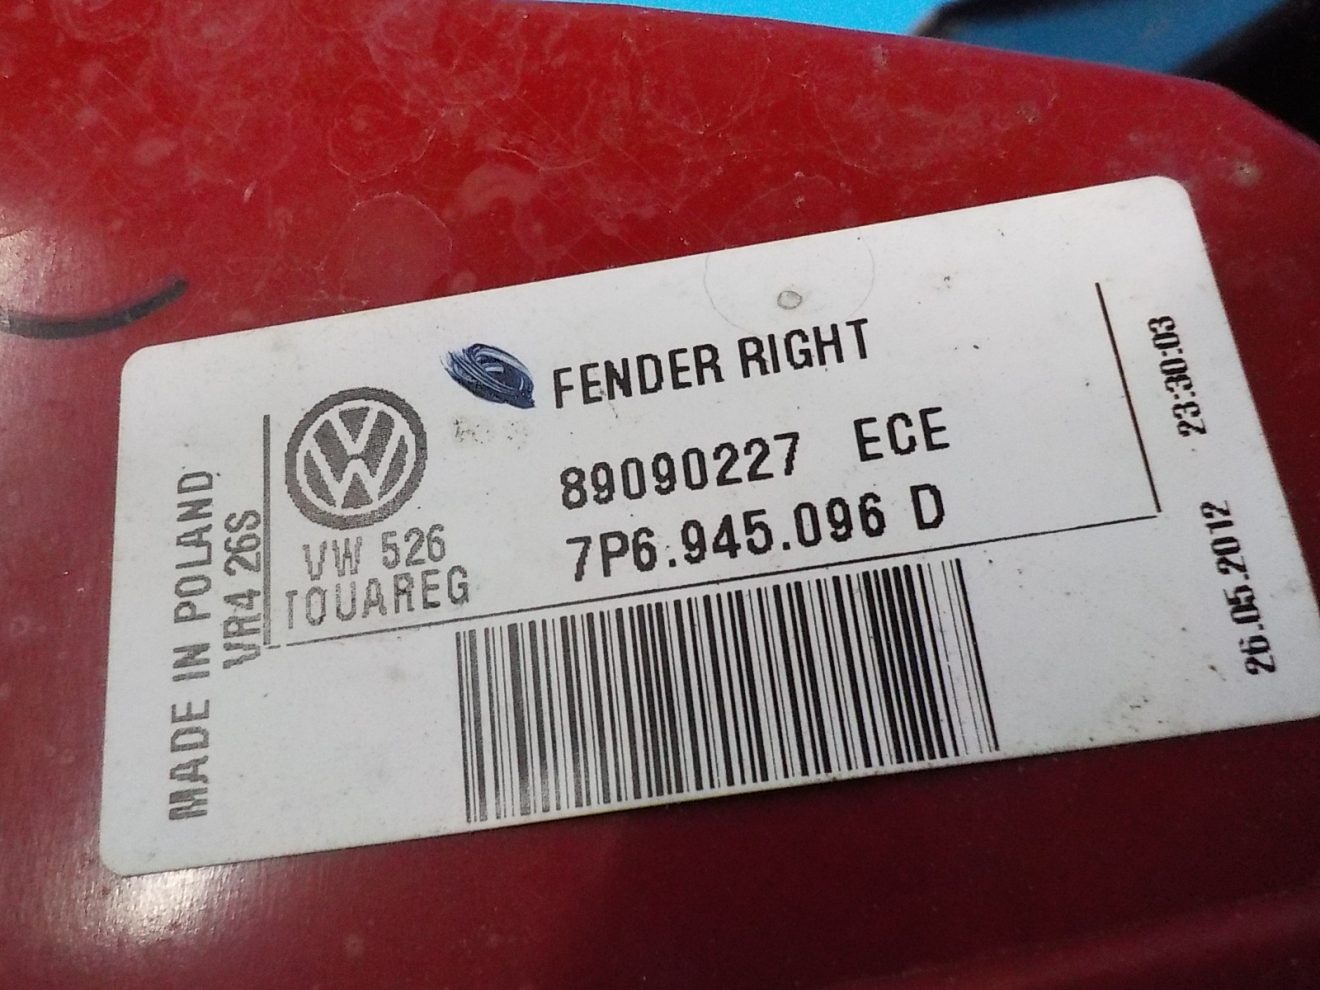 FENDER RIGHT
89090227 ECE
7P6.945.096 D
VW 526
TOUAREG
MADE IN POLAND
VR4 26S
26.05.2012 23:30:03